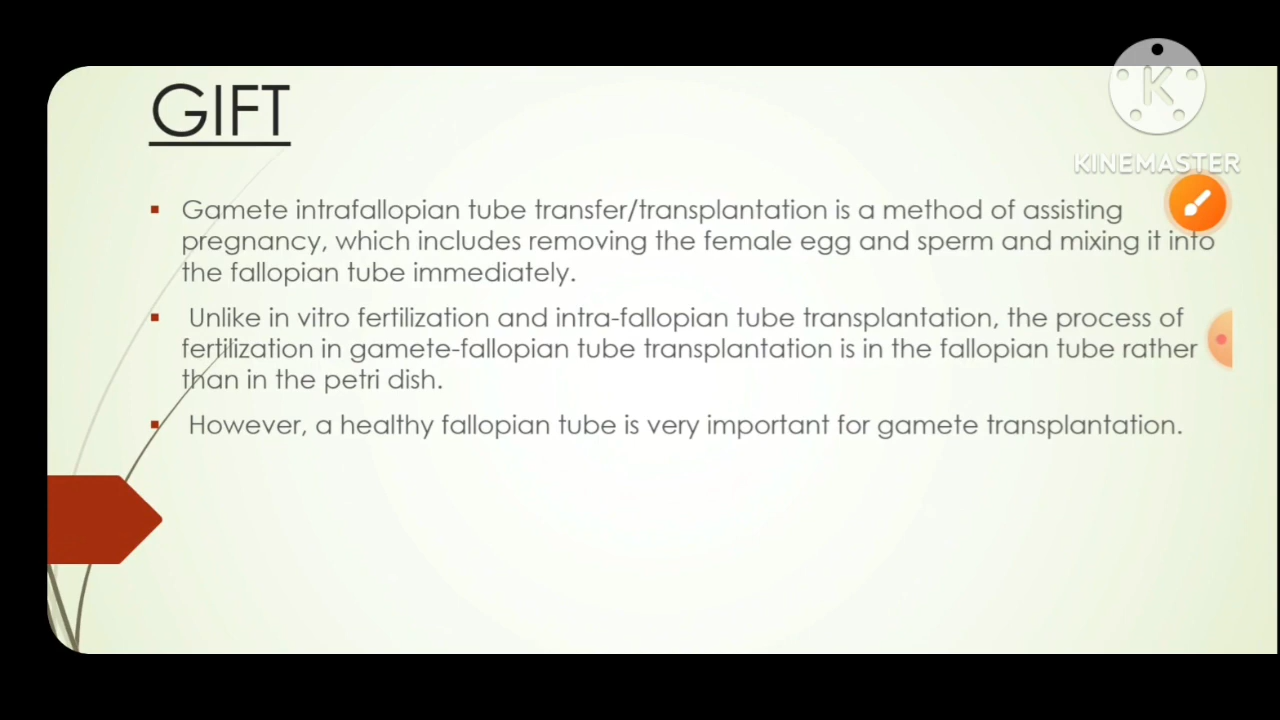 GIFT
K
KINEMASTER
Gamete intrafallopian tube transfer/transplantation is a method of assisting
pregnancy, which includes removing the female egg and sperm and mixing it into
the fallopian tube immediately.
Unlike in vitro fertilization and intra-fallopian tube transplantation, the process of
fertilization in gamete-fallopian tube transplantation is in the fallopian tube rather
than in the petri dish.
However, a healthy fallopian tube is very important for gamete transplantation.